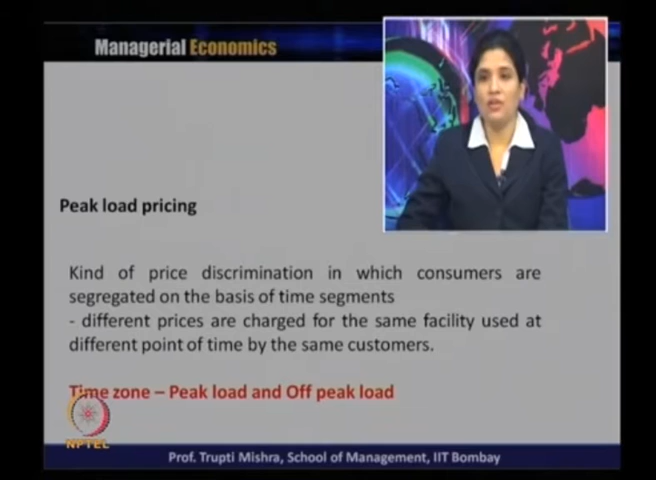 Managerial Economics
Peak load pricing
Kind of price discrimination in which consumers are
segregated on the basis of time segments
- different prices are charged for the same facility used at
different point of time by the same customers.
Time zone – Peak load and Off peak load
NPTEL
Prof. Trupti Mishra, School of Management, IIT Bombay